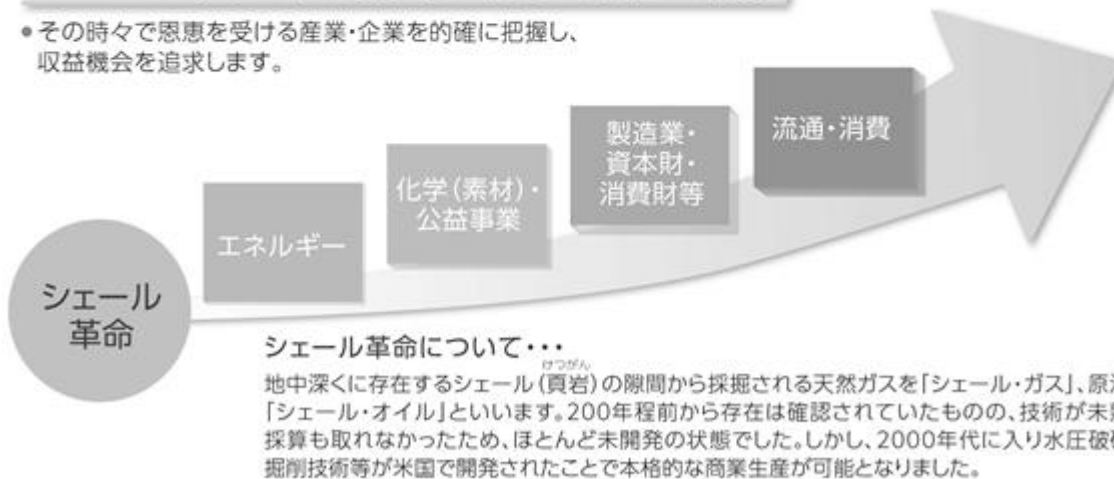 •その時々で恩恵を受ける産業・企業を的確に把握し、
収益機会を追求します。
流通・消費
製造業・
資本財・
消費財等
化学(素材)・
公益事業
エネルギー
シェール
革命
シェール革命について・・・
けつがん
地中深くに存在するシェール(頁岩)の隙間から採掘される天然ガスを「シェール・ガス」、原
「シェール・オイル」といいます。200年程前から存在は確認されていたものの、技術が未
採算も取れなかったため、ほとんど未開発の状態でした。しかし、2000年代に入り水圧破
掘削技術等が米国で開発されたことで本格的な商業生産が可能となりました。